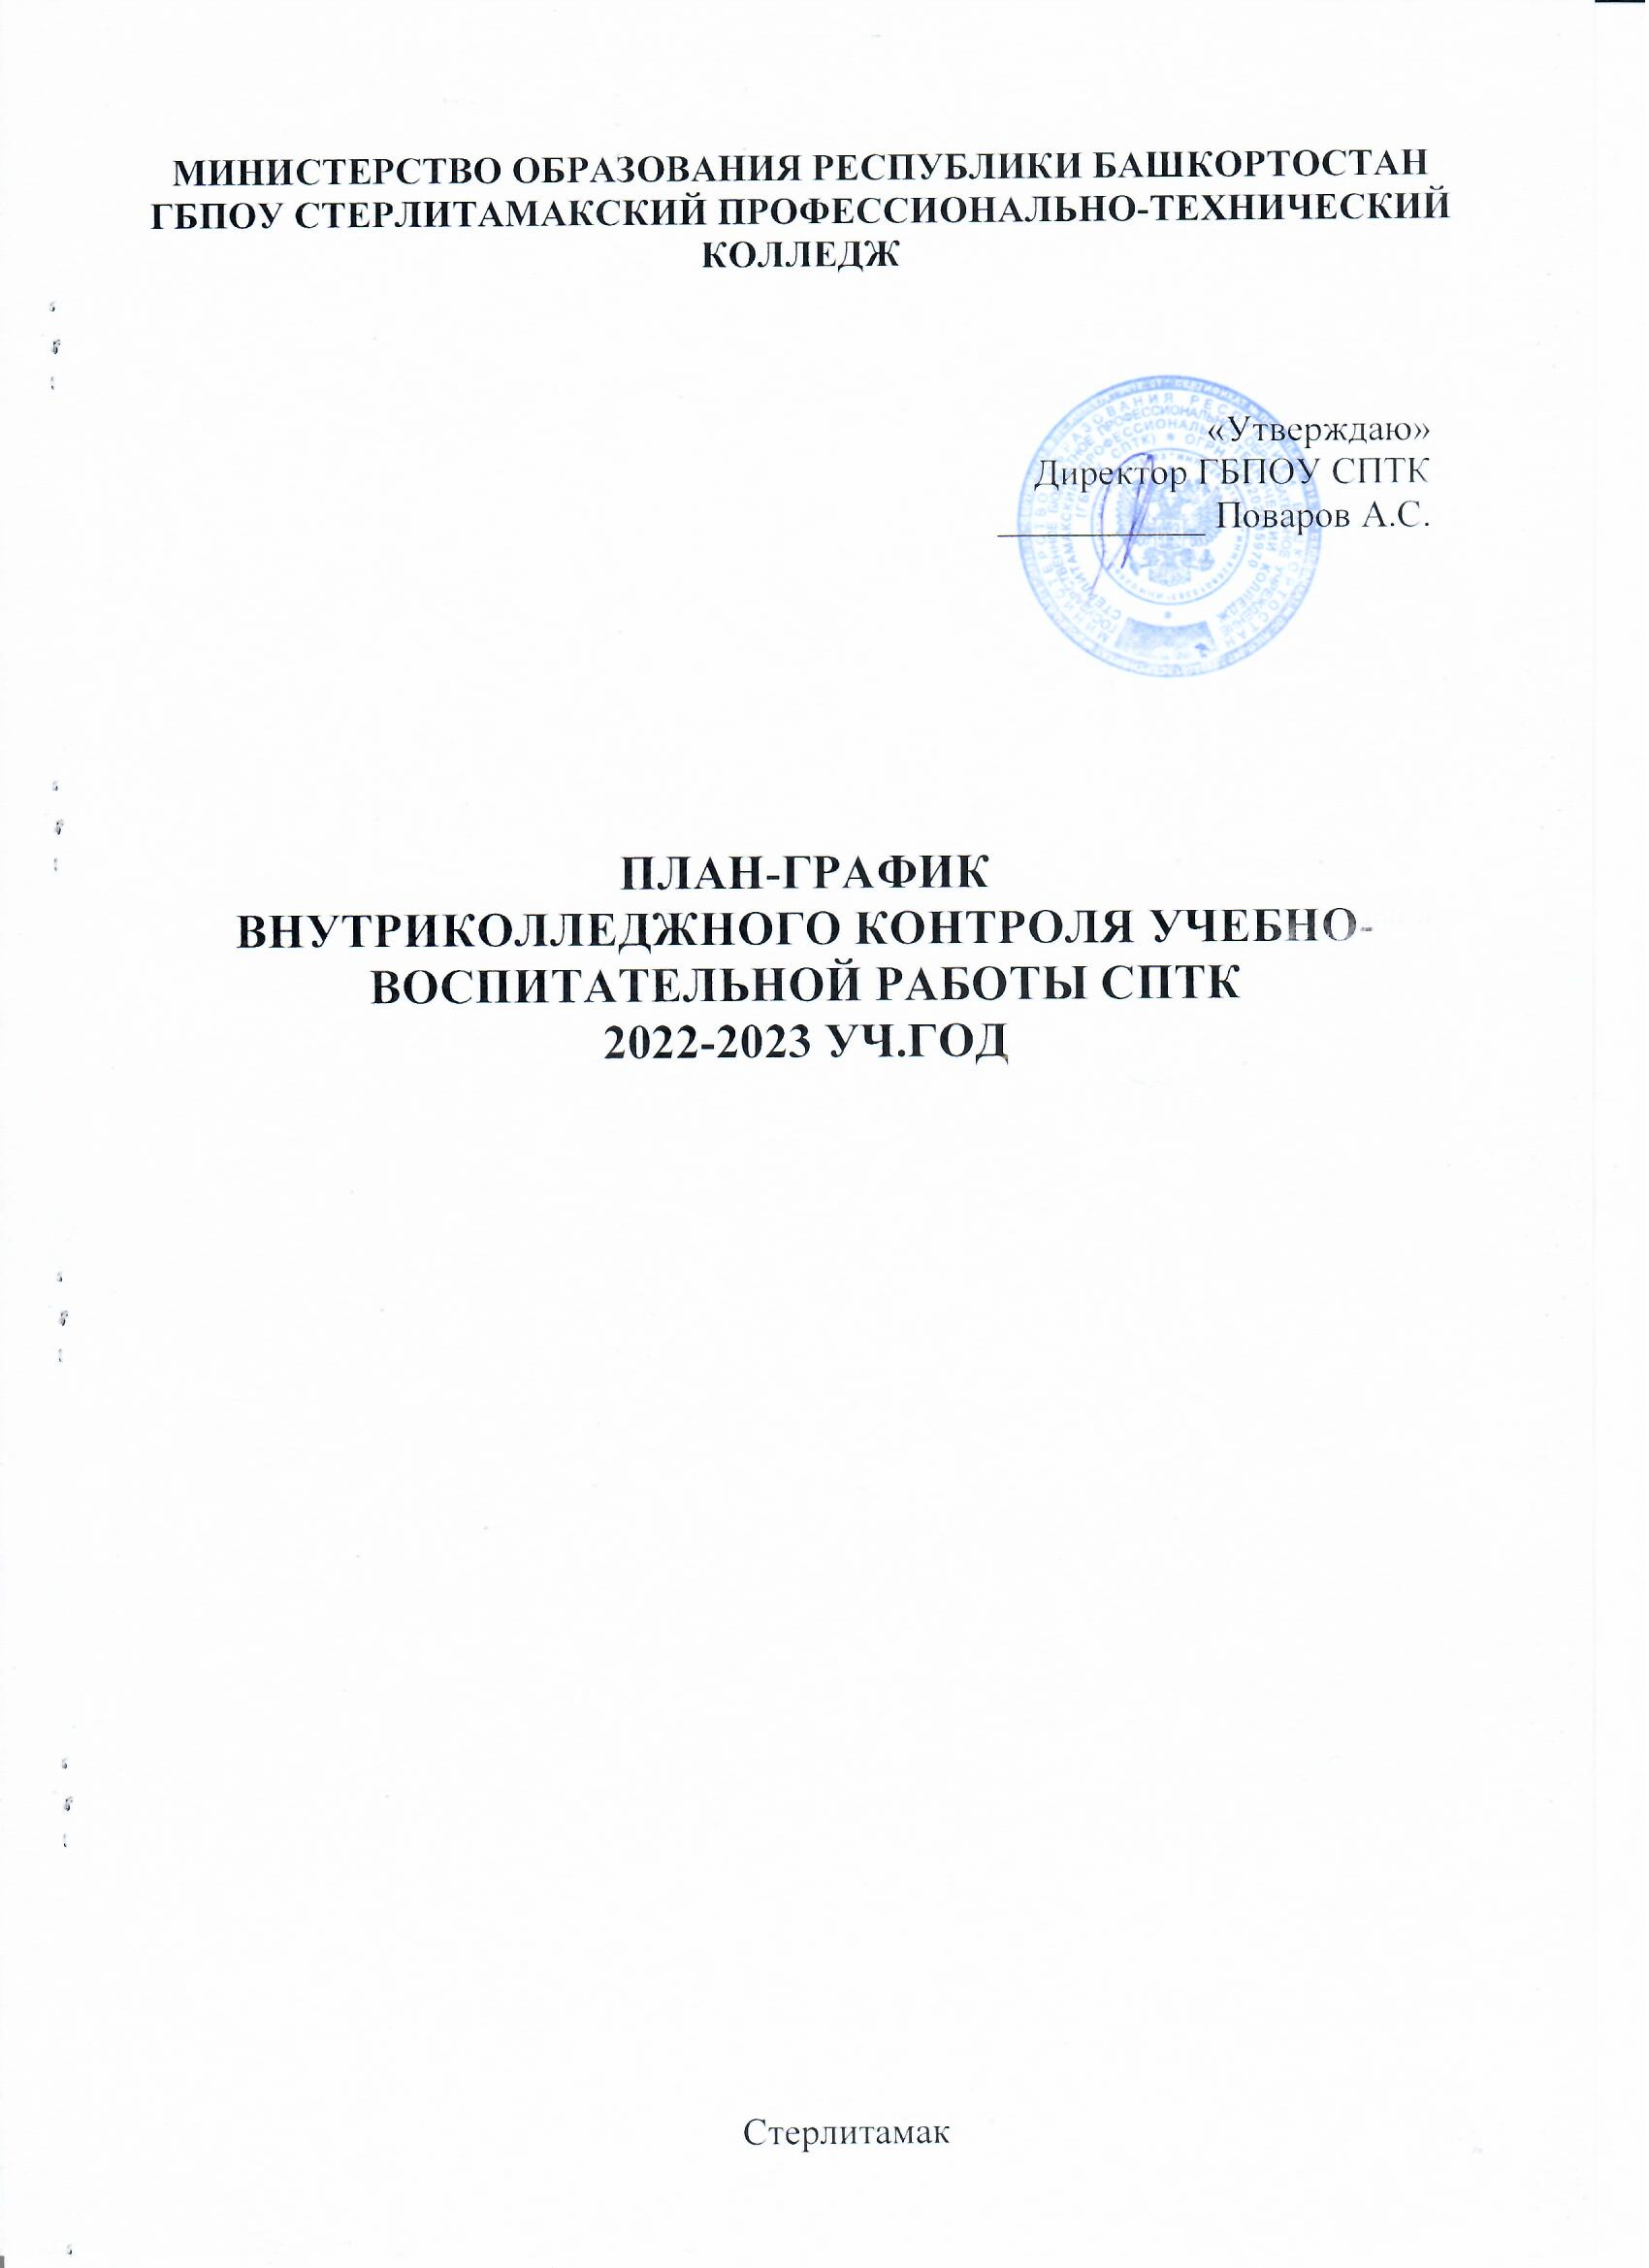 МИНИСТЕРСТВО ОБРАЗОВАНИЯ РЕСПУБЛИКИ БАШКОРТОСТАН
ГБПОУ СТЕРЛИТАМАКСКИЙ ПРОФЕССИОНАЛЬНО-ТЕХНИЧЕСКИЙ
КОЛЛЕДЖ
«Утверждаю»
Директор ГБПОУ СПТК
___________ Поваров А.С.
ПЛАН-ГРАФИК
ВНУТРИКОЛЛЕДЖНОГО КОНТРОЛЯ УЧЕБНО-
ВОСПИТАТЕЛЬНОЙ РАБОТЫ СПТК
2022-2023 УЧ.ГОД
Стерлитамак